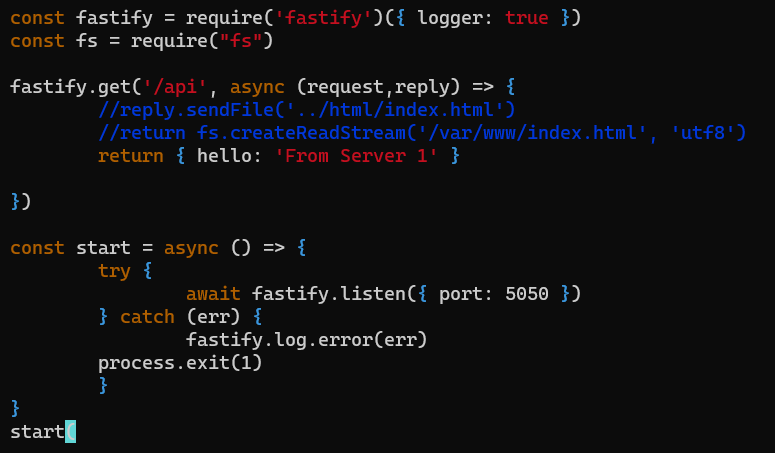 const fastify = require('fastify')({ logger: true })
const fs = require("fs")

fastify.get('/api', async (request,reply) => {
        //reply.sendFile('../html/index.html')
        //return fs.createReadStream('/var/www/index.html', 'utf8')
        return { hello: 'From Server 1' }

})

const start = async () => {
        try {
                await fastify.listen({ port: 5050 })
        } catch (err) {
                fastify.log.error(err)
        process.exit(1)
        }
}
start(